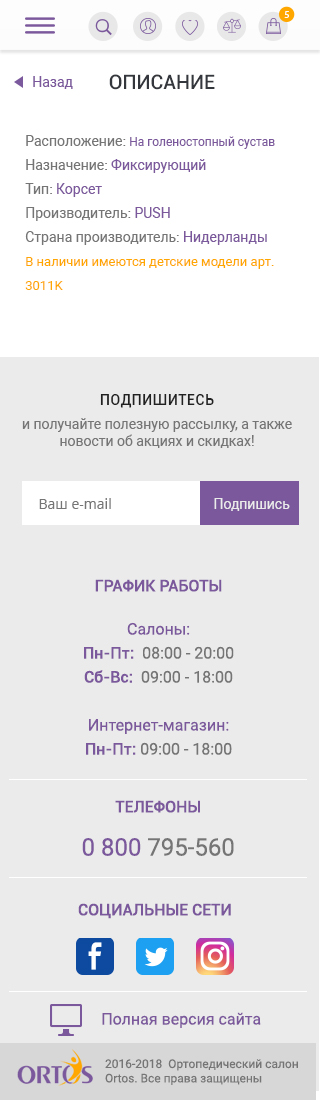 5
Назад
ОПИСАНИЕ
Расположение: На голеностопный сустав
Назначение: Фиксирующий
Тип: Корсет
Производитель: PUSH
Страна производитель: Нидерланды
В наличии имеются детские модели арт.
3011K
ПОДПИШИТЕСЬ
и получайте полезную рассылку, а также
новости об акциях и скидках!
Ваш e-mail
Подпишись
ГРАФИК РАБОТЫ
Салоны:
Пн-Пт: 08:00 - 20:00
Сб-Вс: 09:00 - 18:00
Интернет-магазин:
Пн-Пт: 09:00 - 18:00
ТЕЛЕФОНЫ
0 800 795-560
СОЦИАЛЬНЫЕ СЕТИ
Полная версия сайта
ORTOS
2016-2018 Ортопедический салон
Ortos. Все права защищены